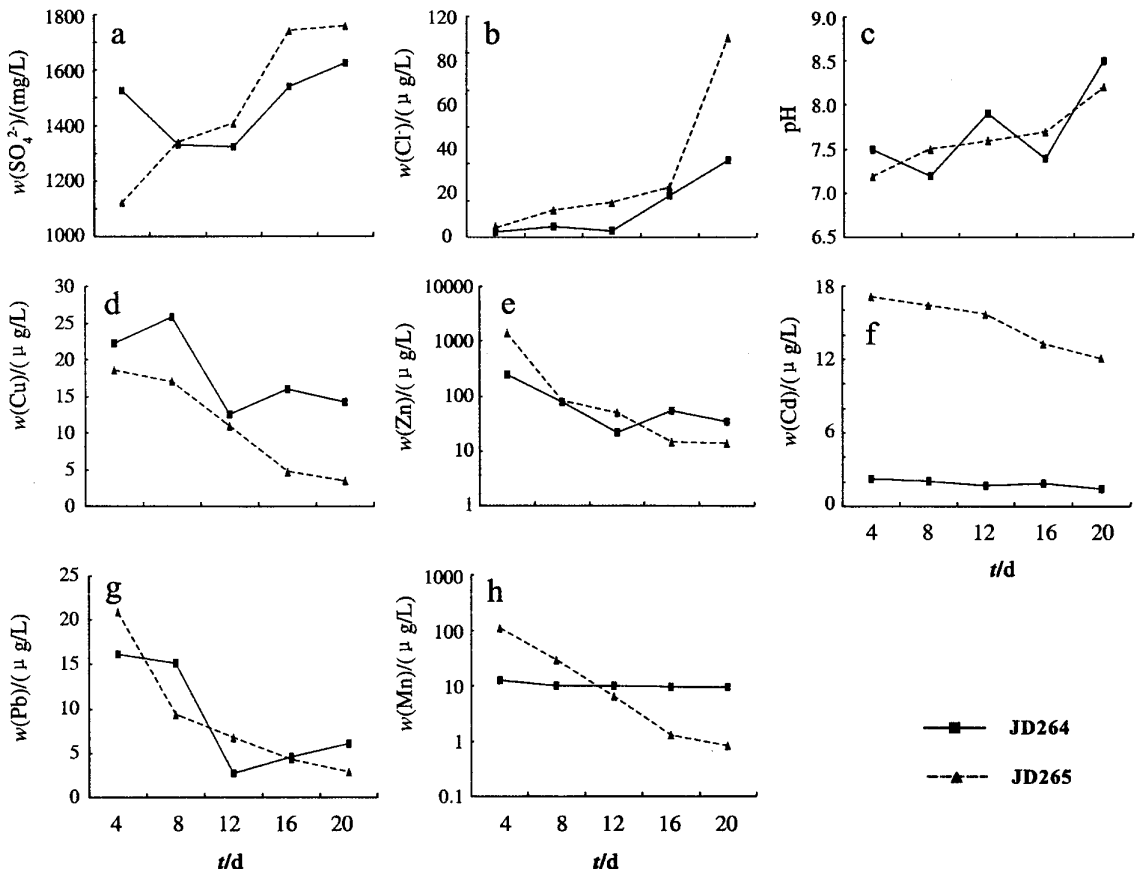 a
w(SO₄²⁻)/(mg/L)
1800
1600
1400
1200
1000
b
w(Cl⁻)/(μ g/L)
120
80
60
40
20
0
c
pH
9.0
8.5
8.0
7.5
7.0
6.5
d
w(Cu)/(μ g/L)
30
25
20
15
10
5
0
e
w(Zn)/(μ g/L)
10000
1000
100
10
1
f
w(Cd)/(μ g/L)
18
12
6
0
4 8 12 16 20
t/d
g
w(Pb)/(μ g/L)
25
20
15
10
5
0
4 8 12 16 20
t/d
h
w(Mn)/(μ g/L)
1000
100
10
1
0.1
4 8 12 16 20
t/d
JD264
JD265